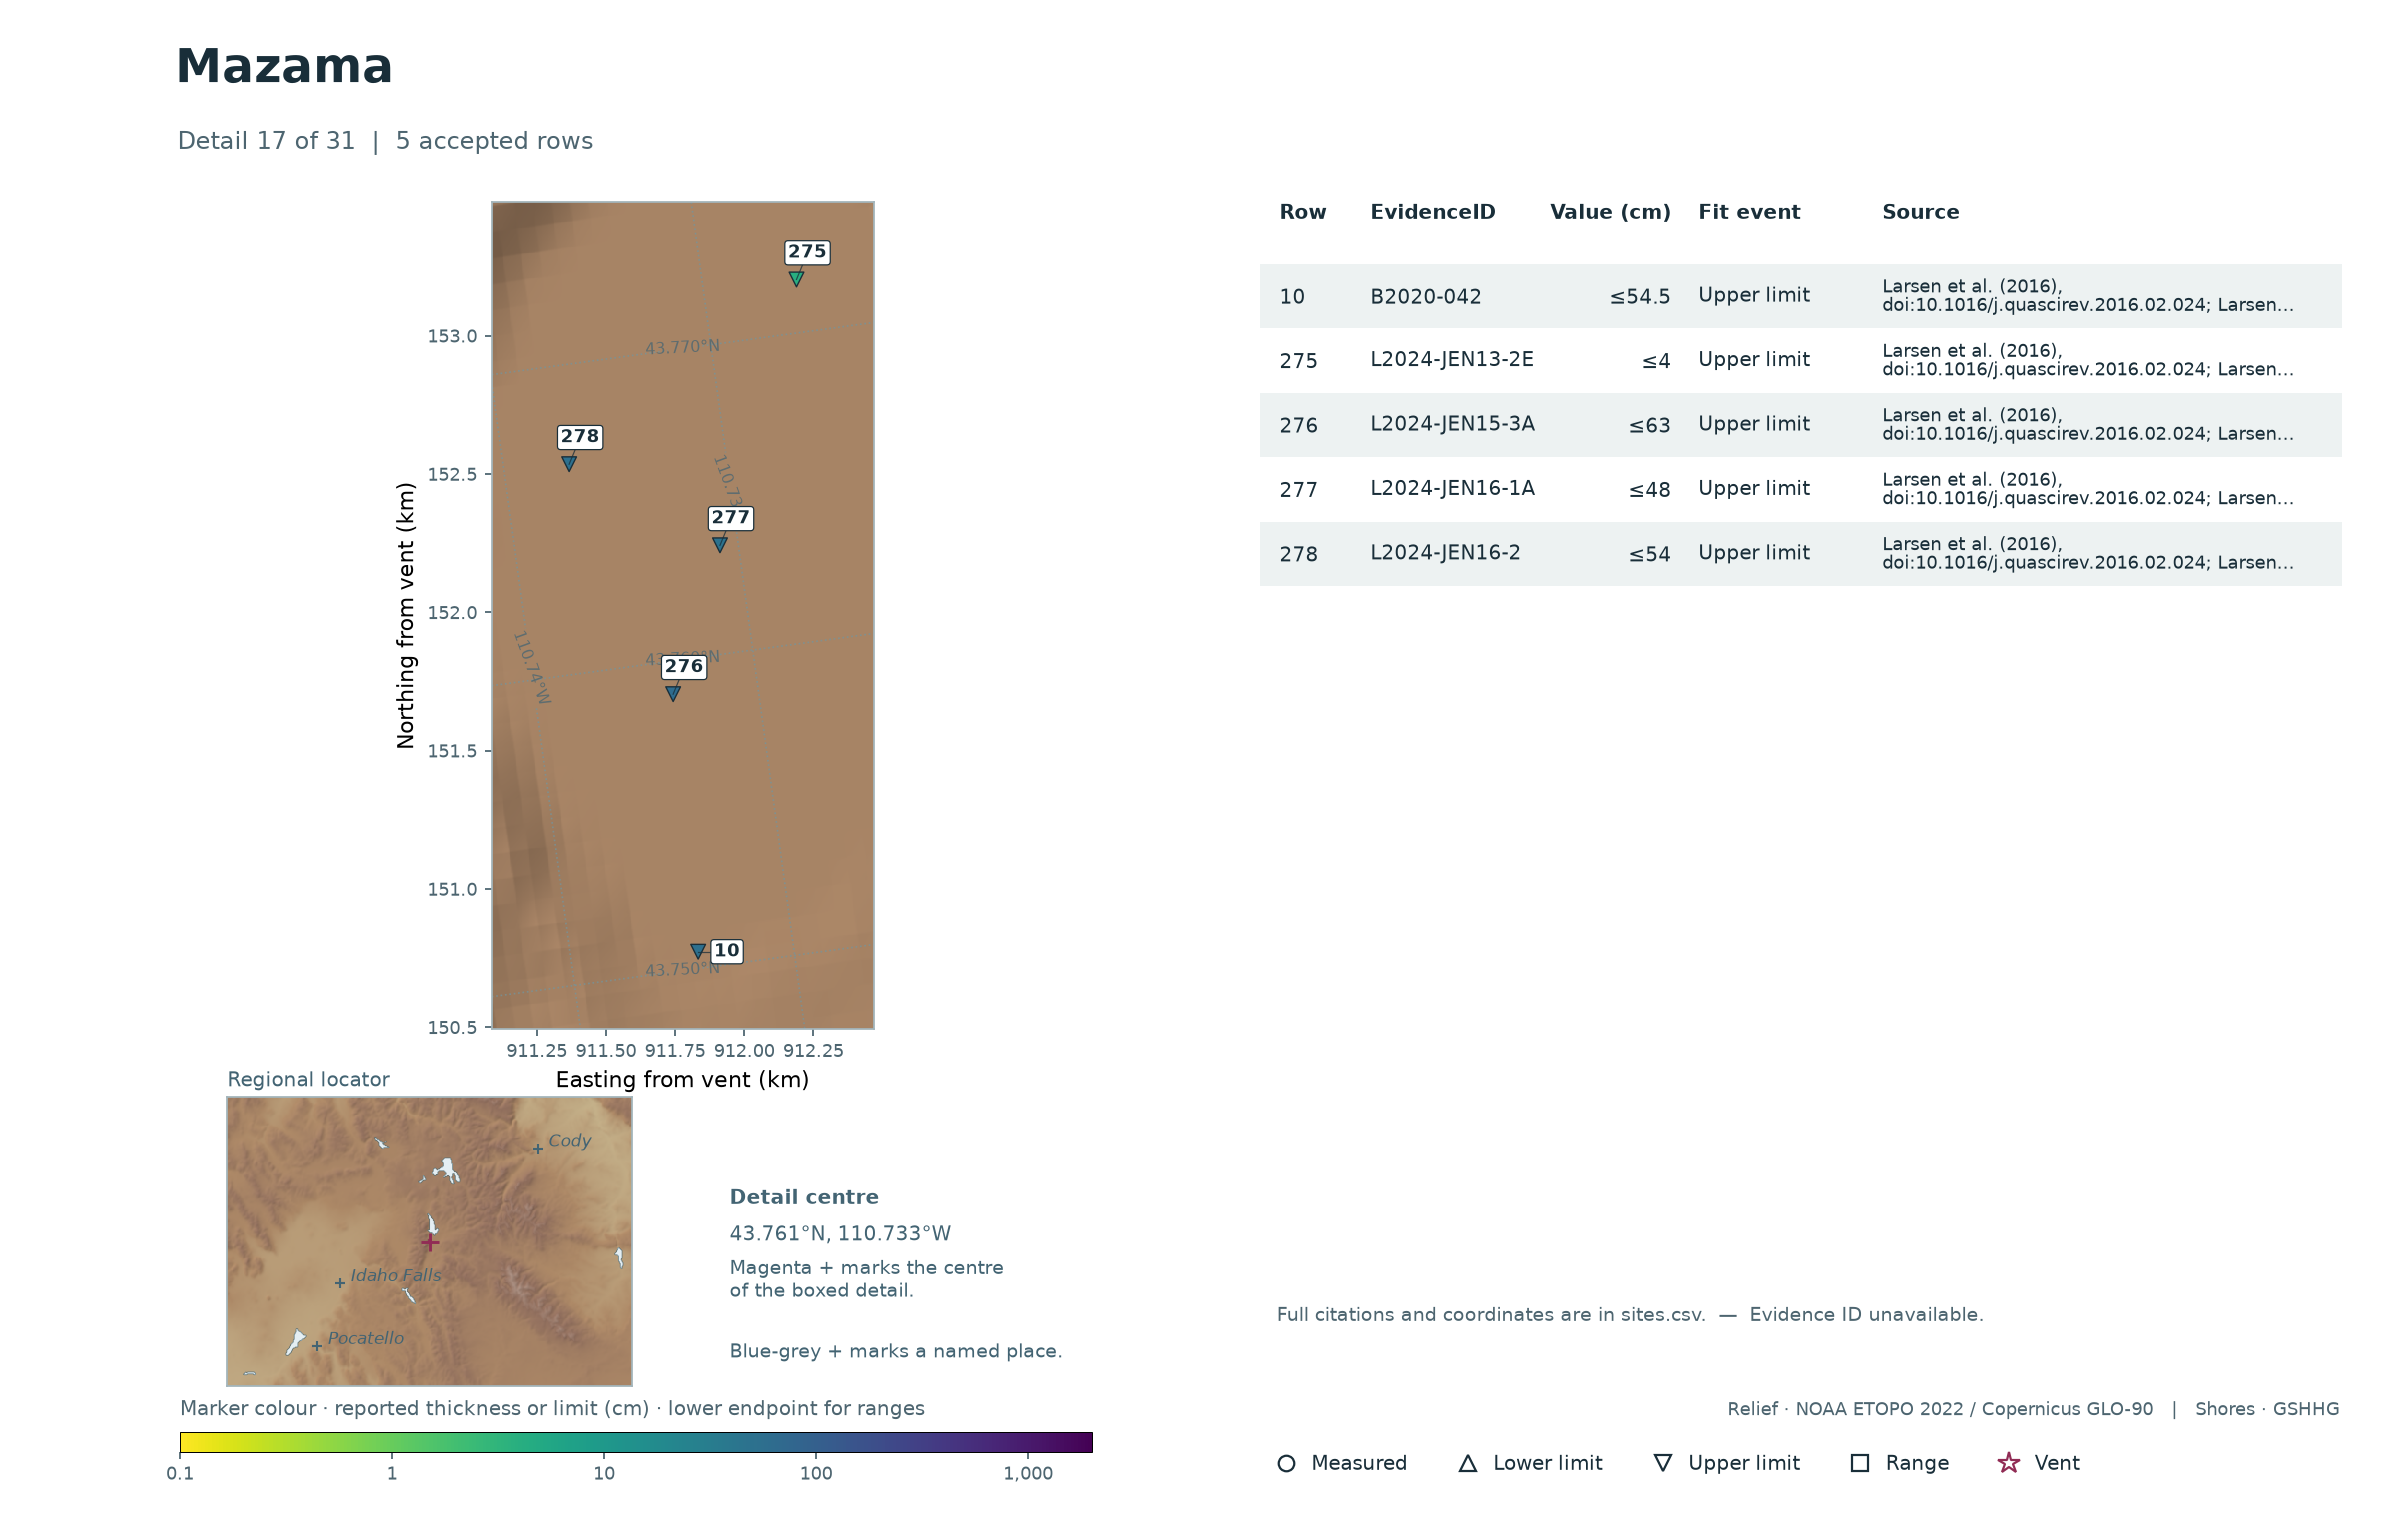 Mazama
Detail 17 of 31 | 5 accepted rows
275
153.0
43.770°N
278
152.5
277
152.0
276
110.74°W
151.5
151.0
10
43.750°N
150.5
911.25 911.50 911.75 912.00 912.25
Northing from vent (km)
Easting from vent (km)
Row EvidenceID Value (cm) Fit event Source
10 B2020-042 ≤54.5 Upper limit Larsen et al. (2016),
doi:10.1016/j.quascirev.2016.02.024; Larsen...
275 L2024-JEN13-2E ≤4 Upper limit Larsen et al. (2016),
doi:10.1016/j.quascirev.2016.02.024; Larsen...
276 L2024-JEN15-3A ≤63 Upper limit Larsen et al. (2016),
doi:10.1016/j.quascirev.2016.02.024; Larsen...
277 L2024-JEN16-1A ≤48 Upper limit Larsen et al. (2016),
doi:10.1016/j.quascirev.2016.02.024; Larsen...
278 L2024-JEN16-2 ≤54 Upper limit Larsen et al. (2016),
doi:10.1016/j.quascirev.2016.02.024; Larsen...
Regional locator
Cody
Idaho Falls
Pocatello
Detail centre
43.761°N, 110.733°W
Magenta + marks the centre
of the boxed detail.
Blue-grey + marks a named place.
Full citations and coordinates are in sites.csv. — Evidence ID unavailable.
Marker colour · reported thickness or limit (cm) · lower endpoint for ranges
0.1 1 10 100 1,000
Relief · NOAA ETOPO 2022 / Copernicus GLO-90 | Shores · GSHHG
Measured Lower limit Upper limit Range Vent